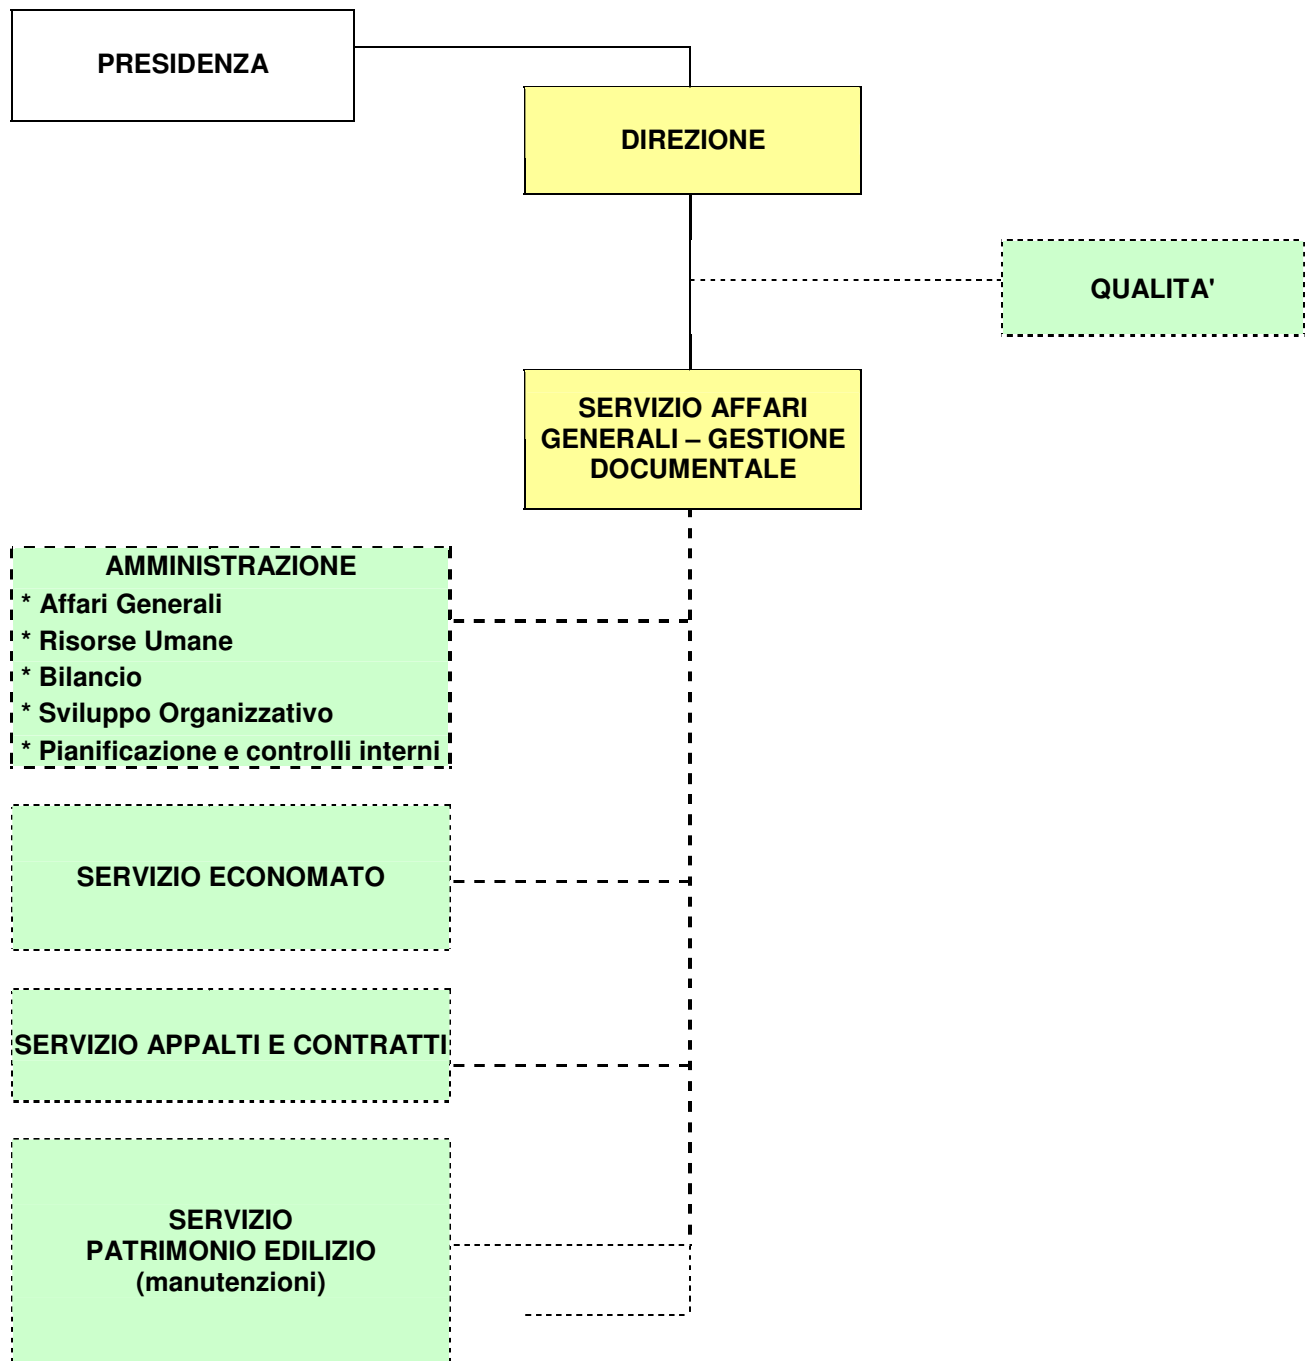 PRESIDENZA
DIREZIONE
QUALITA'
SERVIZIO AFFARI
GENERALI – GESTIONE
DOCUMENTALE
AMMINISTRAZIONE
* Affari Generali
* Risorse Umane
* Bilancio
* Sviluppo Organizzativo
* Pianificazione e controlli interni
SERVIZIO ECONOMATO
SERVIZIO APPALTI E CONTRATTI
SERVIZIO
PATRIMONIO EDILIZIO
(manutenzioni)